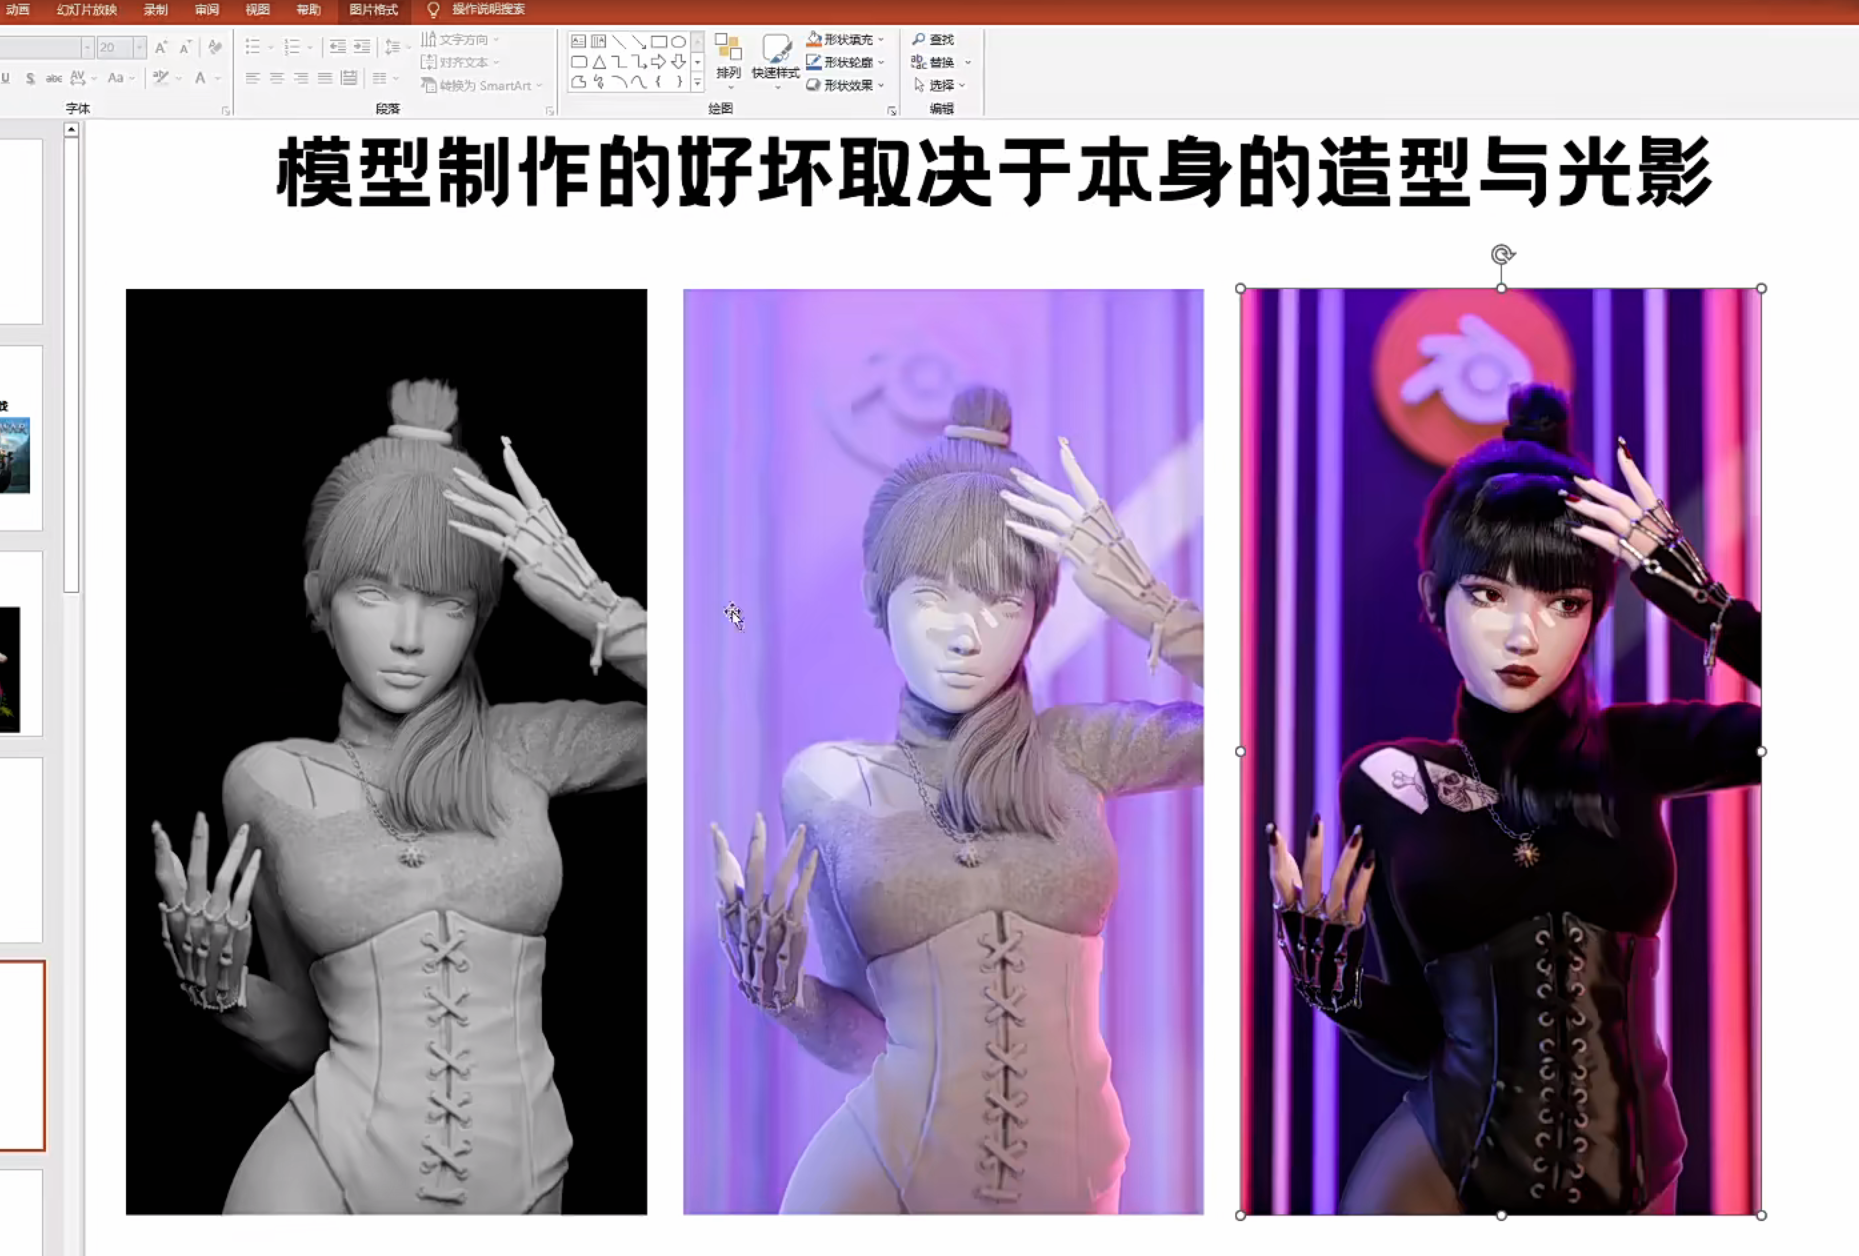 动画 幻灯片放映 录制 审阅 视图 帮助 图片格式 操作说明搜索
20 A A
文字方向
形状填充
查找
U S abc AV Aa A
对齐文本
排列 快速样式
形状轮廓
替换
转换为 SmartArt
形状效果
选择
字体 段落 绘图 编辑
模型制作的好坏取决于本身的造型与光影
WAR